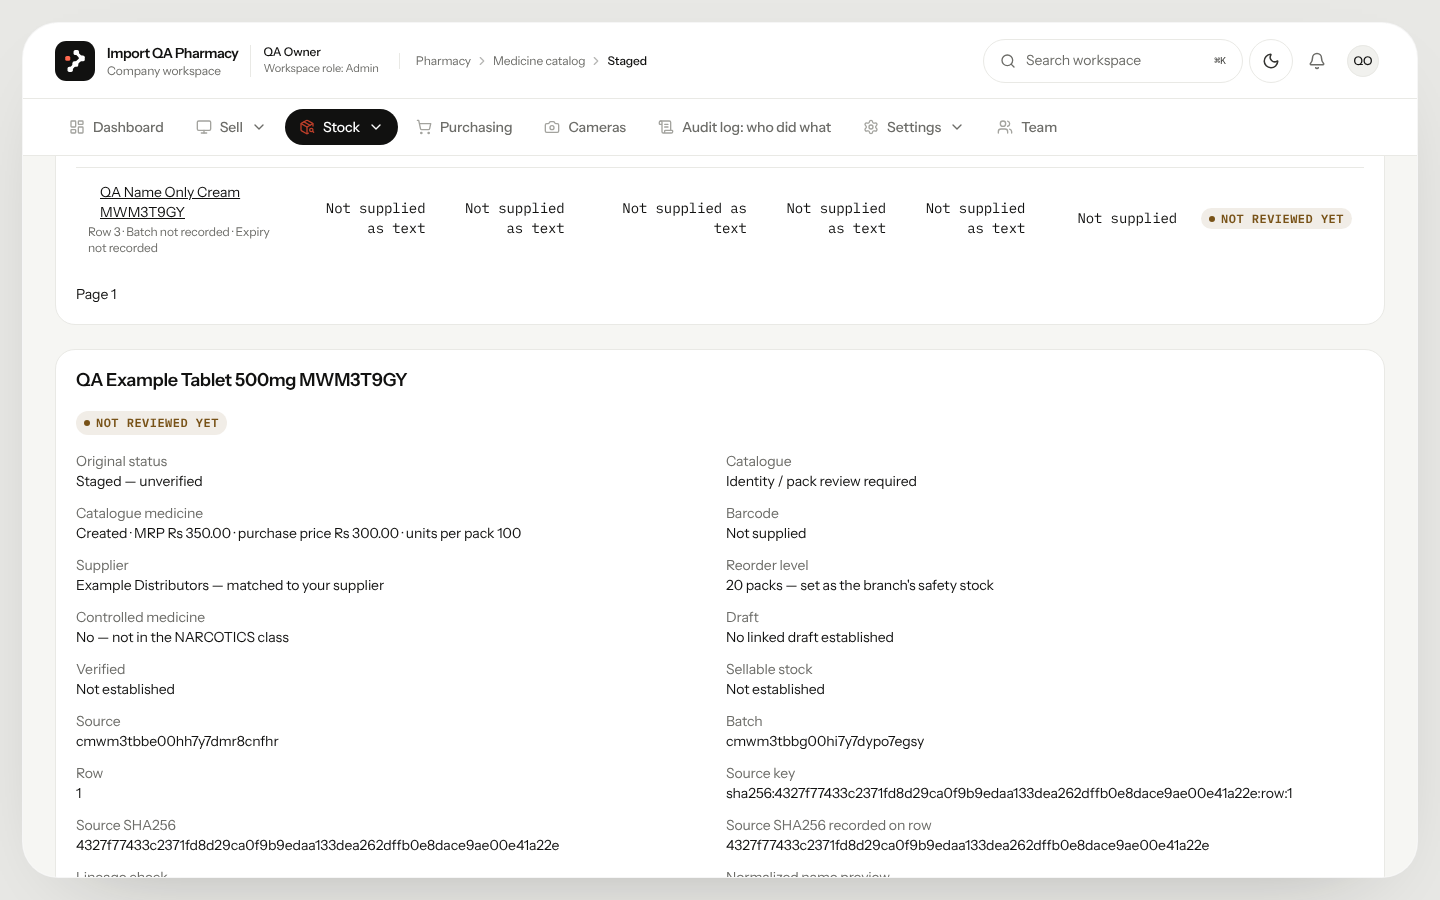 Import QA Pharmacy
Company workspace
QA Owner
Workspace role: Admin
Pharmacy
Medicine catalog
Staged
Search workspace
⌘K
QO
Dashboard
Sell
Stock
Purchasing
Cameras
Audit log: who did what
Settings
Team
QA Name Only Cream
MWM3T9GY
Row 3 · Batch not recorded · Expiry
not recorded
Not supplied
as text
Not supplied
as text
Not supplied as
text
Not supplied
as text
Not supplied
as text
Not supplied
NOT REVIEWED YET
Page 1
QA Example Tablet 500mg MWM3T9GY
NOT REVIEWED YET
Original status
Staged — unverified
Catalogue
Identity / pack review required
Catalogue medicine
Created · MRP Rs 350.00 · purchase price Rs 300.00 · units per pack 100
Barcode
Not supplied
Supplier
Example Distributors — matched to your supplier
Reorder level
20 packs — set as the branch's safety stock
Controlled medicine
No — not in the NARCOTICS class
Draft
No linked draft established
Verified
Not established
Sellable stock
Not established
Source
cmwm3tbbe00hh7y7dmr8cnfhr
Batch
cmwm3tbbg00hi7y7dypo7egsy
Row
1
Source key
sha256:4327f77433c2371fd8d29ca0f9b9edaa133dea262dffb0e8dace9ae00e41a22e:row:1
Source SHA256
4327f77433c2371fd8d29ca0f9b9edaa133dea262dffb0e8dace9ae00e41a22e
Source SHA256 recorded on row
4327f77433c2371fd8d29ca0f9b9edaa133dea262dffb0e8dace9ae00e41a22e
Lineage check
Normalized name preview